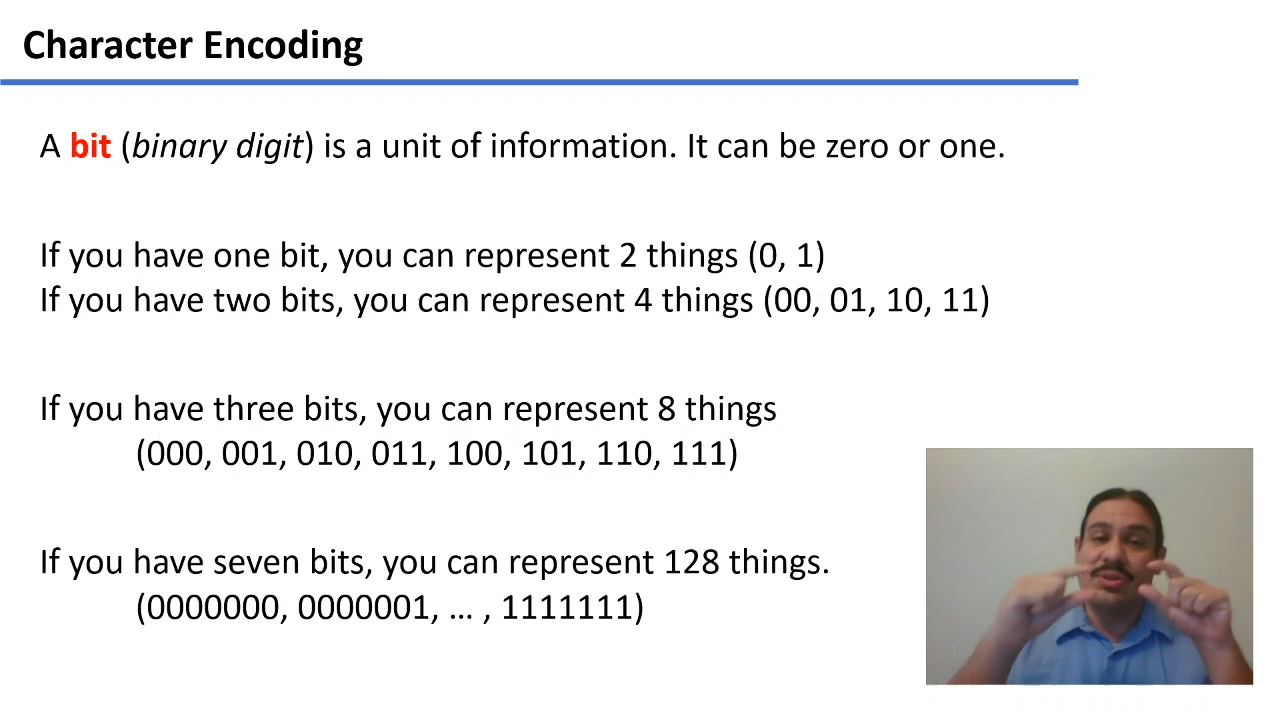 Character Encoding
A bit (binary digit) is a unit of information. It can be zero or one.
If you have one bit, you can represent 2 things (0, 1)
If you have two bits, you can represent 4 things (00, 01, 10, 11)
If you have three bits, you can represent 8 things
(000, 001, 010, 011, 100, 101, 110, 111)
If you have seven bits, you can represent 128 things.
(0000000, 0000001, … , 1111111)